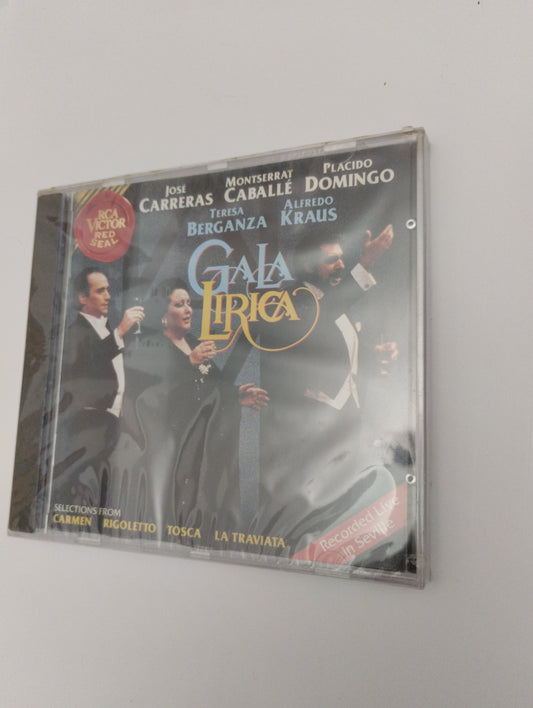 RCA
VICTOR
RED
SEAL
JOSÉ
CARRERAS
MONTSERRAT
CABALLÉ
PLÁCIDO
DOMINGO
TERESA
BERGANZA
ALFREDO
KRAUS
GALA
LIRICA
SELECTIONS FROM
CARMEN RIGOLETTO TOSCA LA TRAVIATA
Recorded Live
in Seville